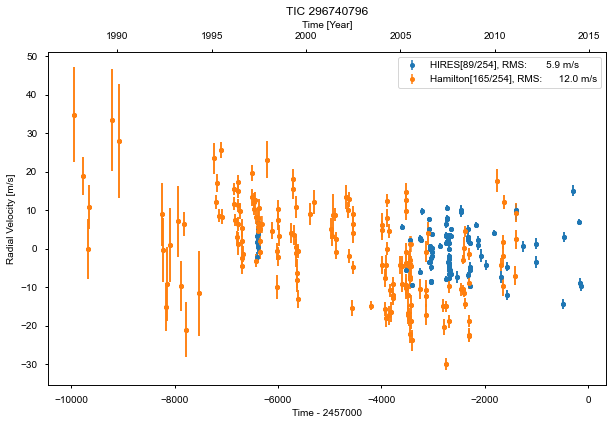 TIC 296740796
Time [Year]
1990 1995 2000 2005 2010 2015
HIRES[89/254], RMS: 5.9 m/s
Hamilton[165/254], RMS: 12.0 m/s
Radial Velocity [m/s]
50
40
30
20
10
0
−10
−20
−30
−10000 −8000 −6000 −4000 −2000 0
Time - 2457000